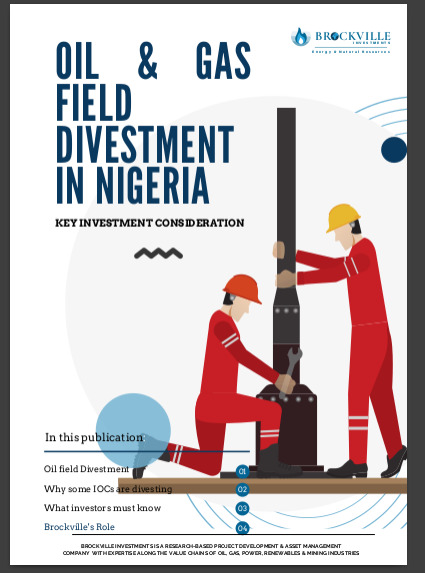 BROCKVILLE
INVESTMENTS
Energy & Natural Resources
OIL & GAS
FIELD
DIVESTMENT
IN NIGERIA
KEY INVESTMENT CONSIDERATION
In this publication:
Oil field Divestment 01
Why some IOCs are divesting 02
What investors must know 03
Brockville's Role 04
BROCKVILLE INVESTMENTS IS A RESEARCH-BASED PROJECT DEVELOPMENT & ASSET MANAGEMENT
COMPANY WITH EXPERTISE ALONG THE VALUE CHAINS OF OIL, GAS, POWER, RENEWABLES & MINING INDUSTRIES